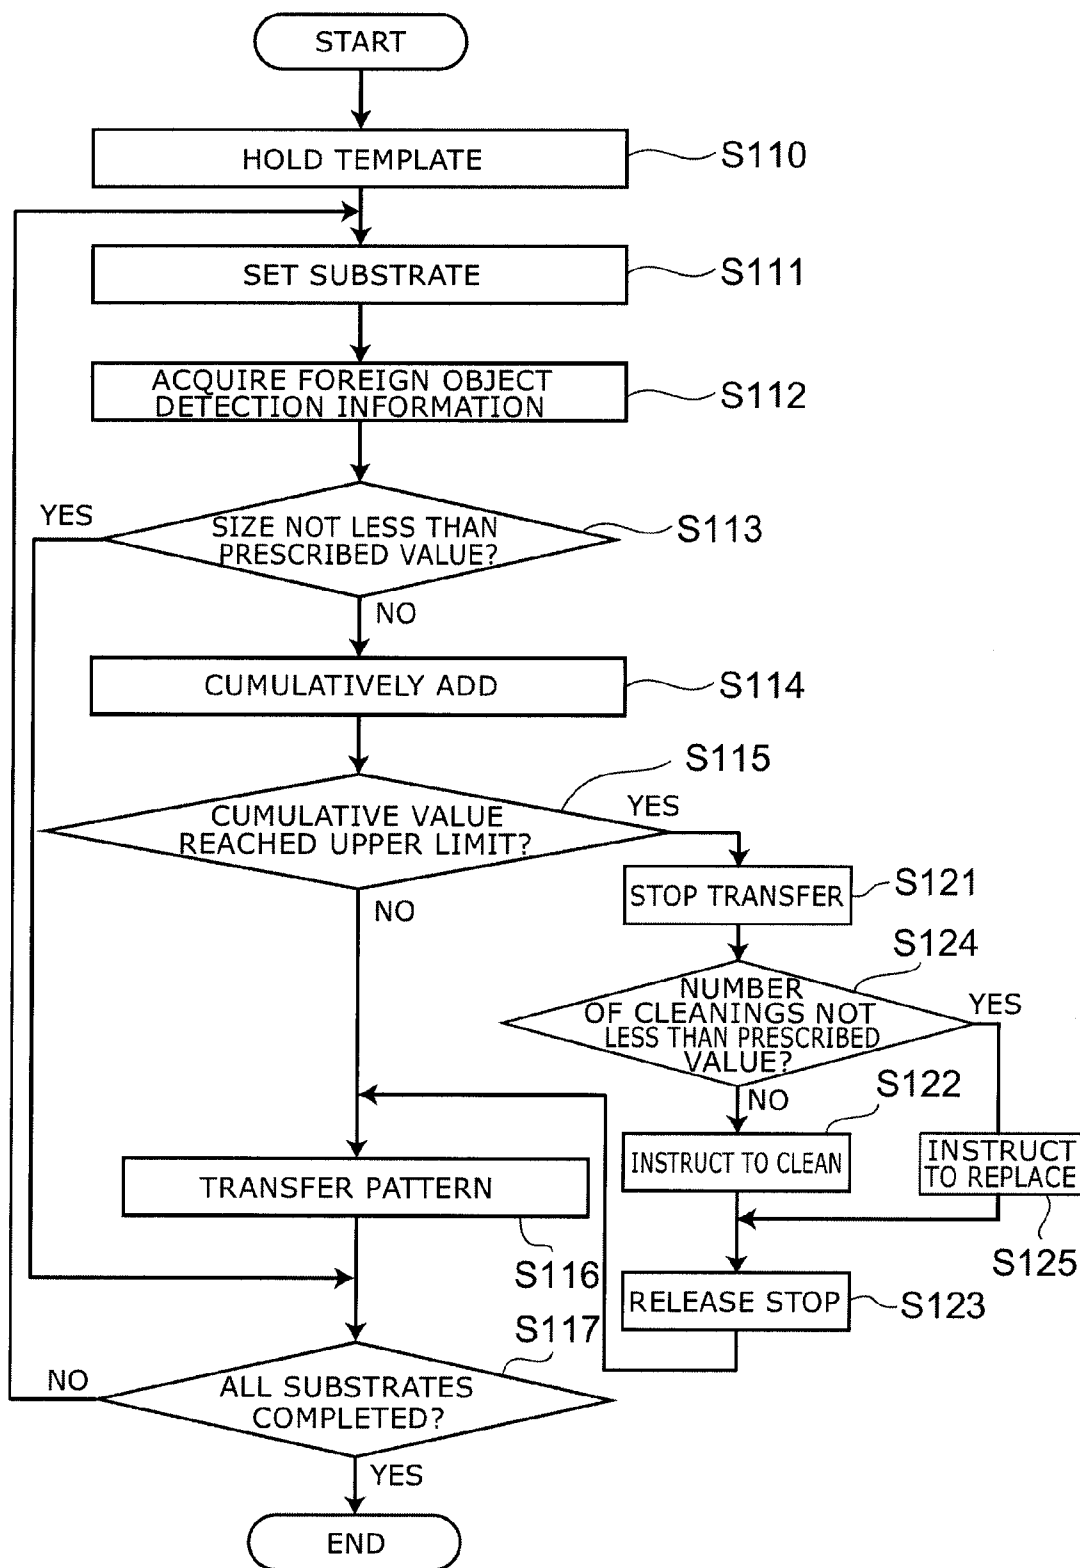 START
HOLD TEMPLATE
S110
SET SUBSTRATE
S111
ACQUIRE FOREIGN OBJECT
DETECTION INFORMATION
S112
YES
SIZE NOT LESS THAN
PRESCRIBED VALUE?
S113
NO
CUMULATIVELY ADD
S114
S115
CUMULATIVE VALUE
REACHED UPPER LIMIT?
YES
NO
STOP TRANSFER
S121
S124
NUMBER
OF CLEANINGS NOT
LESS THAN PRESCRIBED
VALUE?
YES
NO
S122
INSTRUCT TO CLEAN
INSTRUCT
TO REPLACE
S125
TRANSFER PATTERN
S116
RELEASE STOP
S123
S117
NO
ALL SUBSTRATES
COMPLETED?
YES
END